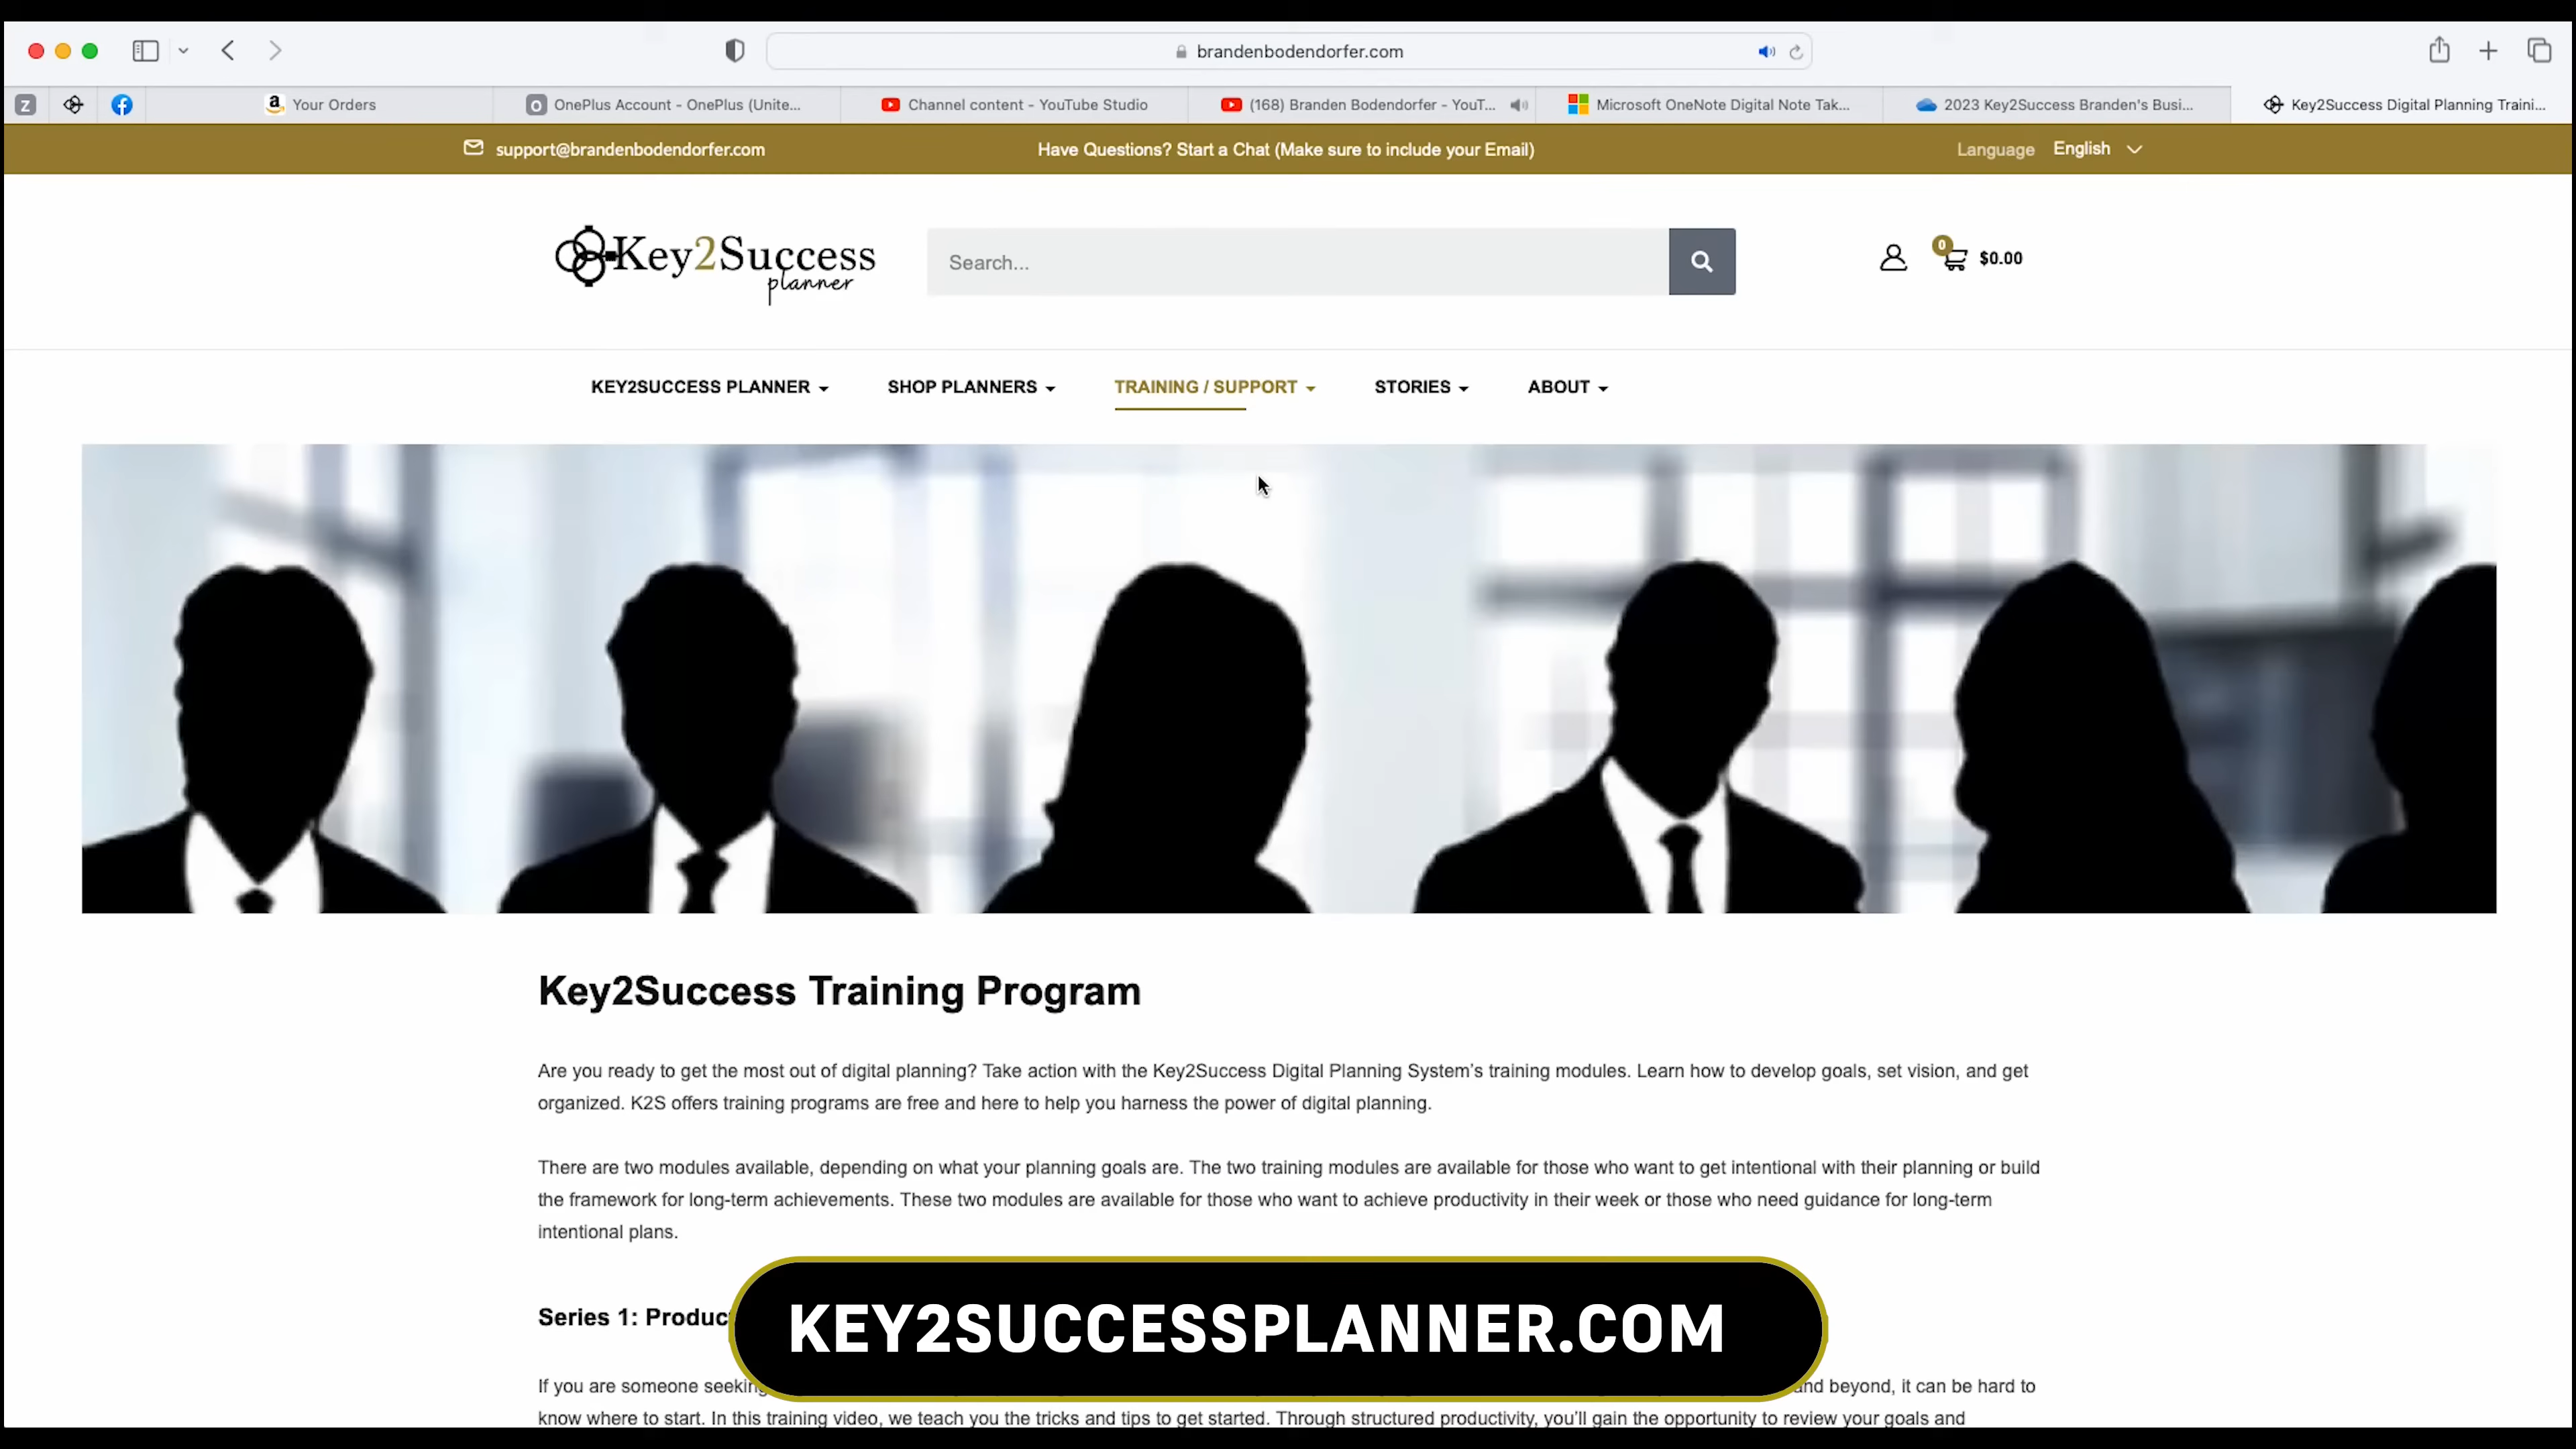 brandenbodendorfer.com
Z
a Your Orders
O OnePlus Account - OnePlus (Unite...
Channel content - YouTube Studio
(168) Branden Bodendorfer - YouT...
Microsoft OneNote Digital Note Tak...
2023 Key2Success Branden's Busi...
Key2Success Digital Planning Traini...
support@brandenbodendorfer.com
Have Questions? Start a Chat (Make sure to include your Email)
Language English
Key2Success
planner
Search...
0
$0.00
KEY2SUCCESS PLANNER
SHOP PLANNERS
TRAINING / SUPPORT
STORIES
ABOUT
Key2Success Training Program
Are you ready to get the most out of digital planning? Take action with the Key2Success Digital Planning System's training modules. Learn how to develop goals, set vision, and get
organized. K2S offers training programs are free and here to help you harness the power of digital planning.
There are two modules available, depending on what your planning goals are. The two training modules are available for those who want to get intentional with their planning or build
the framework for long-term achievements. These two modules are available for those who want to achieve productivity in their week or those who need guidance for long-term
intentional plans.
Series 1:
KEY2SUCCESSPLANNER.COM
If you are someone and beyond, it can be hard to
know where to start. In this training video, we teach you the tricks and tips to get started. Through structured productivity, you'll gain the opportunity to review your goals and